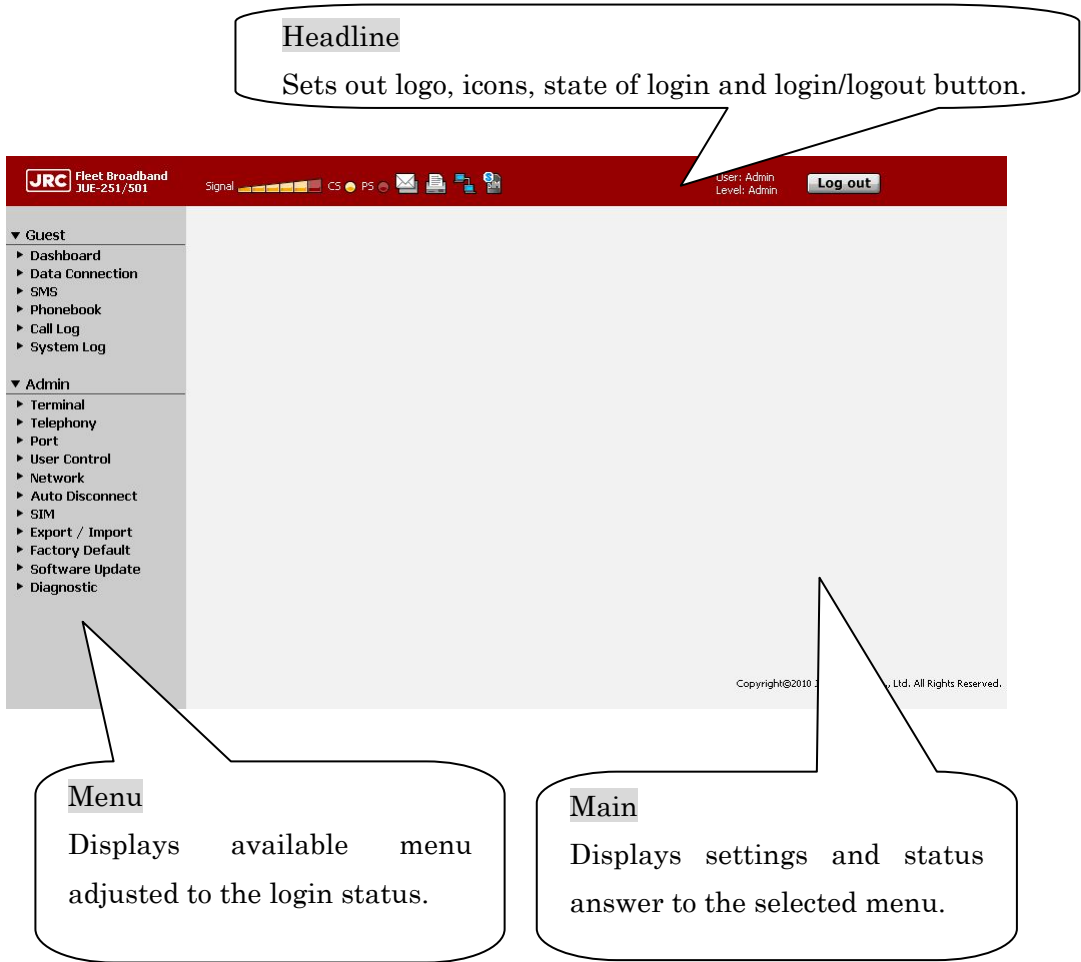 Headline
Sets out logo, icons, state of login and login/logout button.
JRC Fleet Broadband
JUE-251/501
Signal CS PS
SIM
User: Admin
Level: Admin
Log out
Guest
Dashboard
Data Connection
SMS
Phonebook
Call Log
System Log
Admin
Terminal
Telephony
Port
User Control
Network
Auto Disconnect
SIM
Export / Import
Factory Default
Software Update
Diagnostic
Copyright©2010 , Ltd. All Rights Reserved.
Menu
Displays available menu
adjusted to the login status.
Main
Displays settings and status
answer to the selected menu.